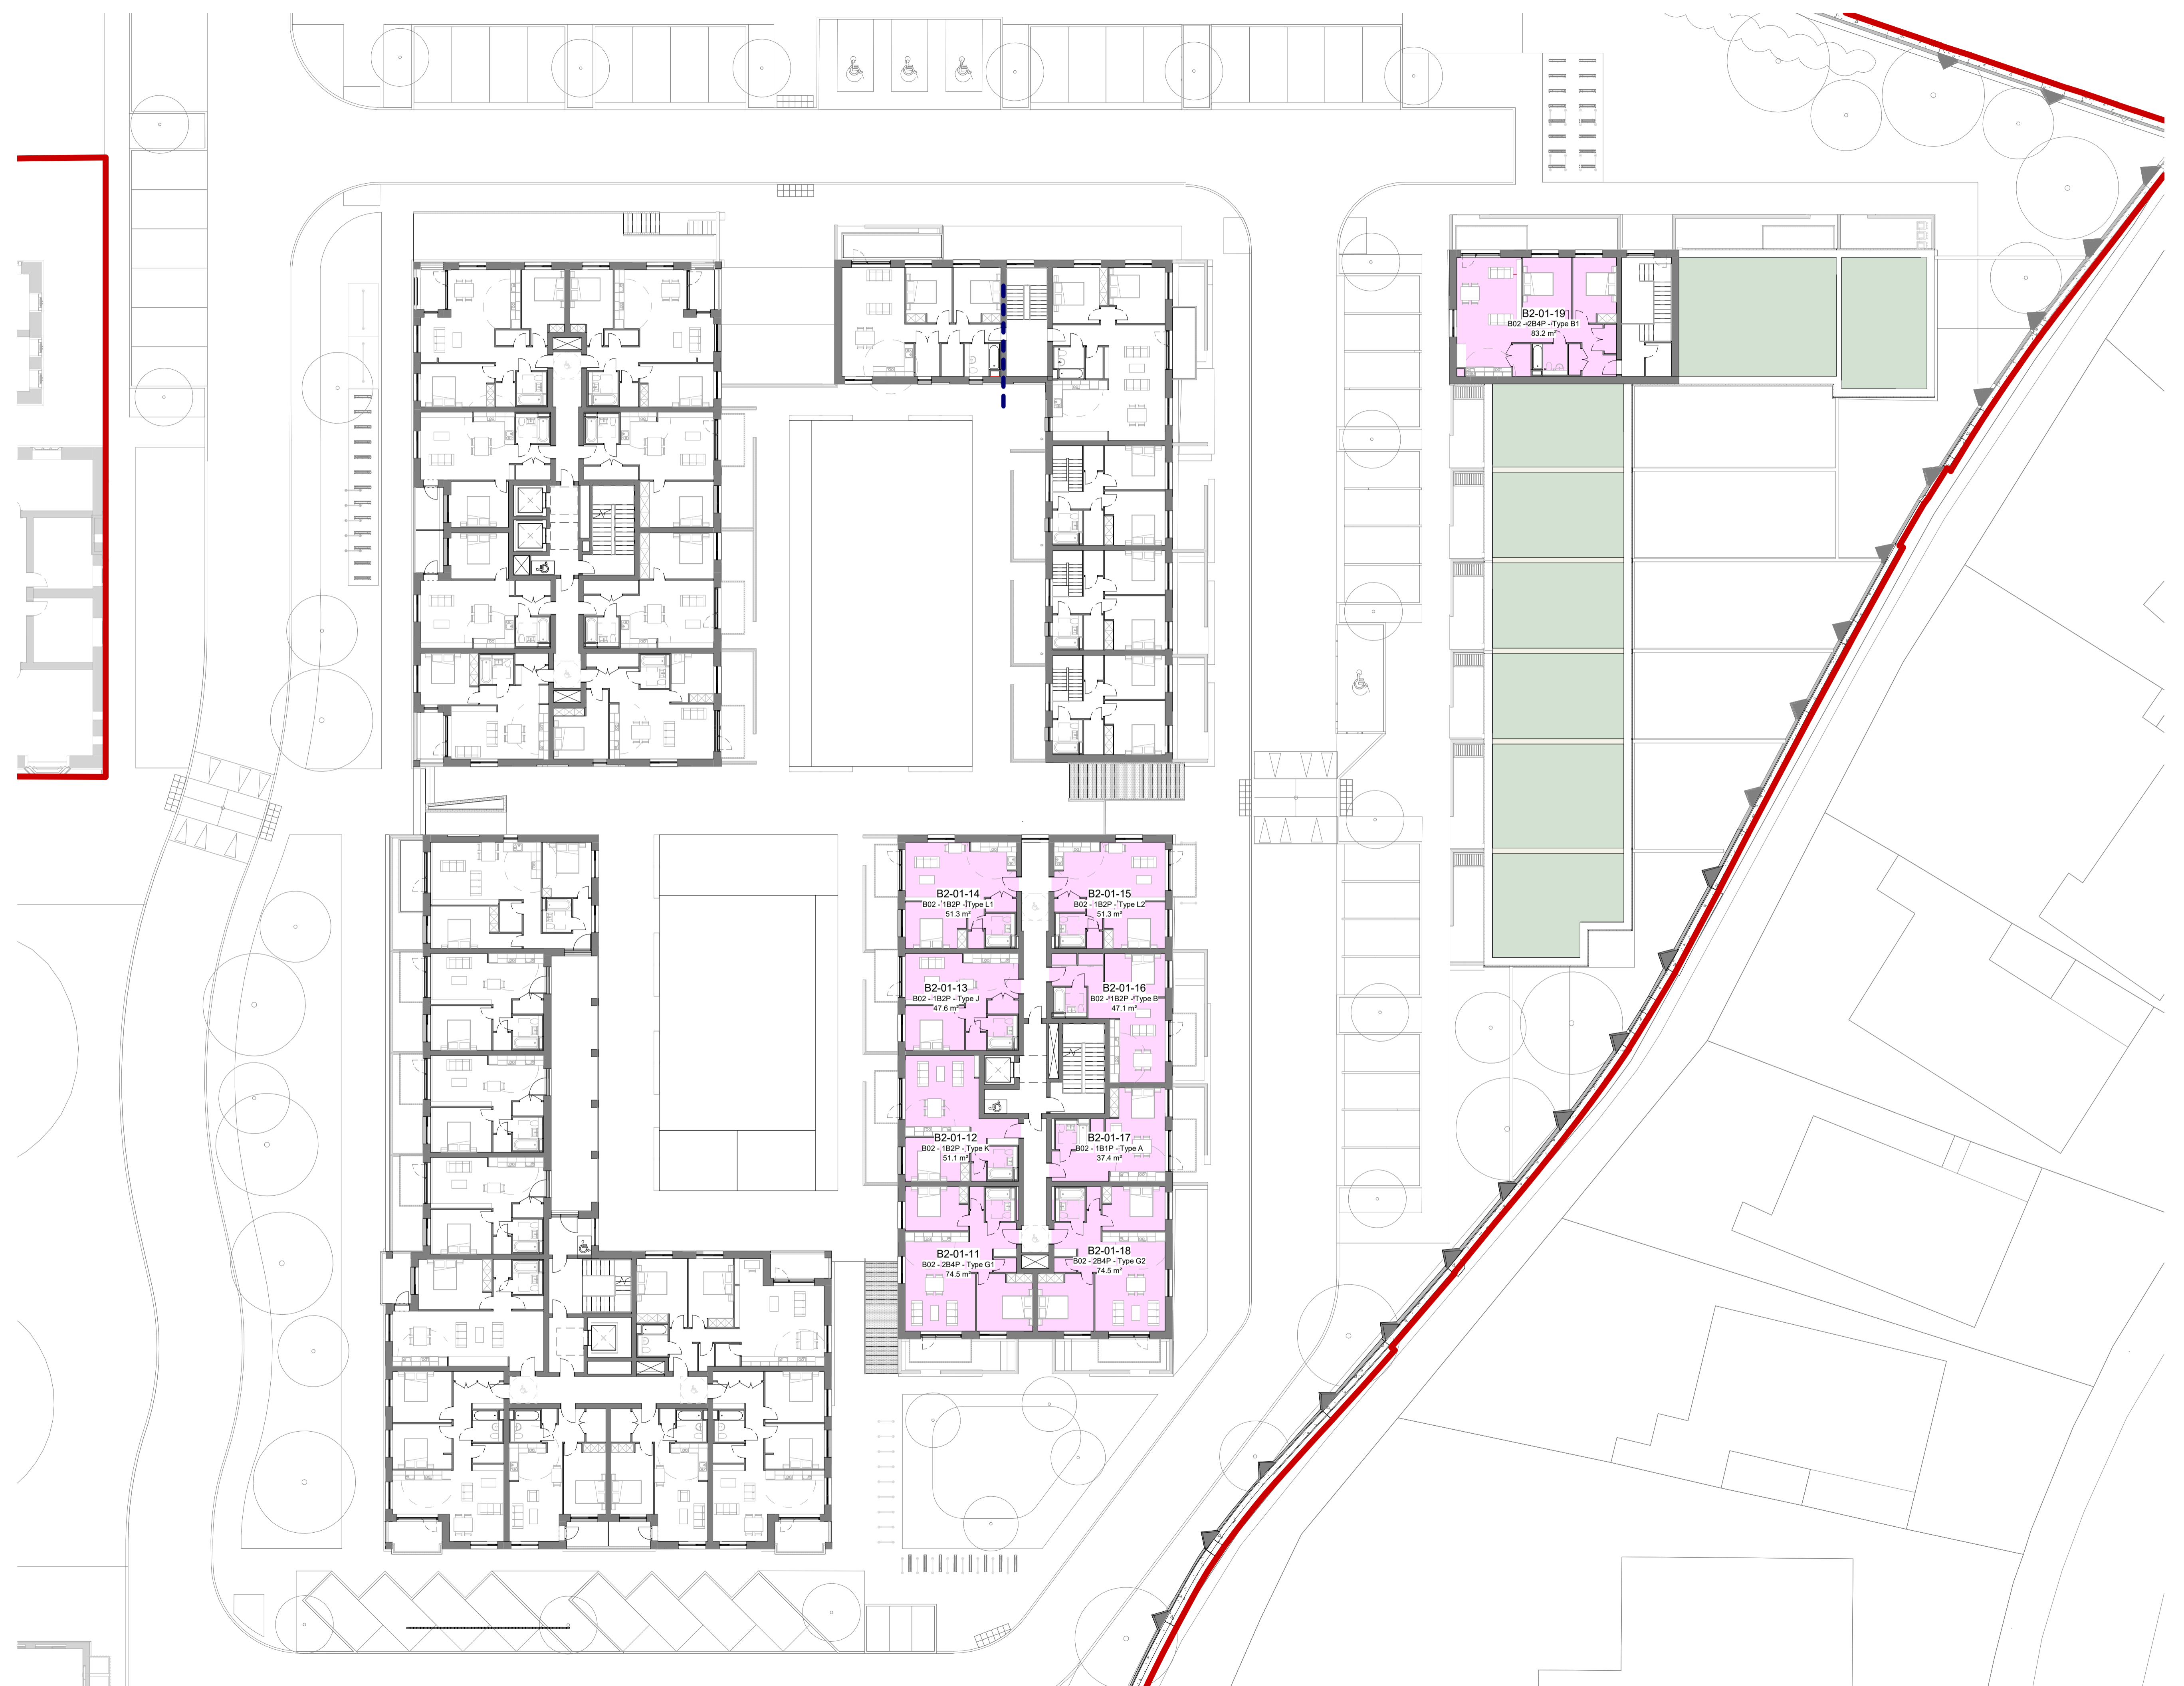 B2-01-19
B02 - 2B4P - Type B1
83.2 m²
B2-01-14
B02 - 1B2P - Type L1
51.3 m²
B2-01-15
B02 - 1B2P - Type L2
51.3 m²
B2-01-13
B02 - 1B2P - Type J
47.6 m²
B2-01-16
B02 - 1B2P - Type B
47.1 m²
B2-01-12
B02 - 1B2P - Type K
51.1 m²
B2-01-17
B02 - 1B1P - Type A
37.4 m²
B2-01-11
B02 - 2B4P - Type G1
74.5 m²
B2-01-18
B02 - 2B4P - Type G2
74.5 m²